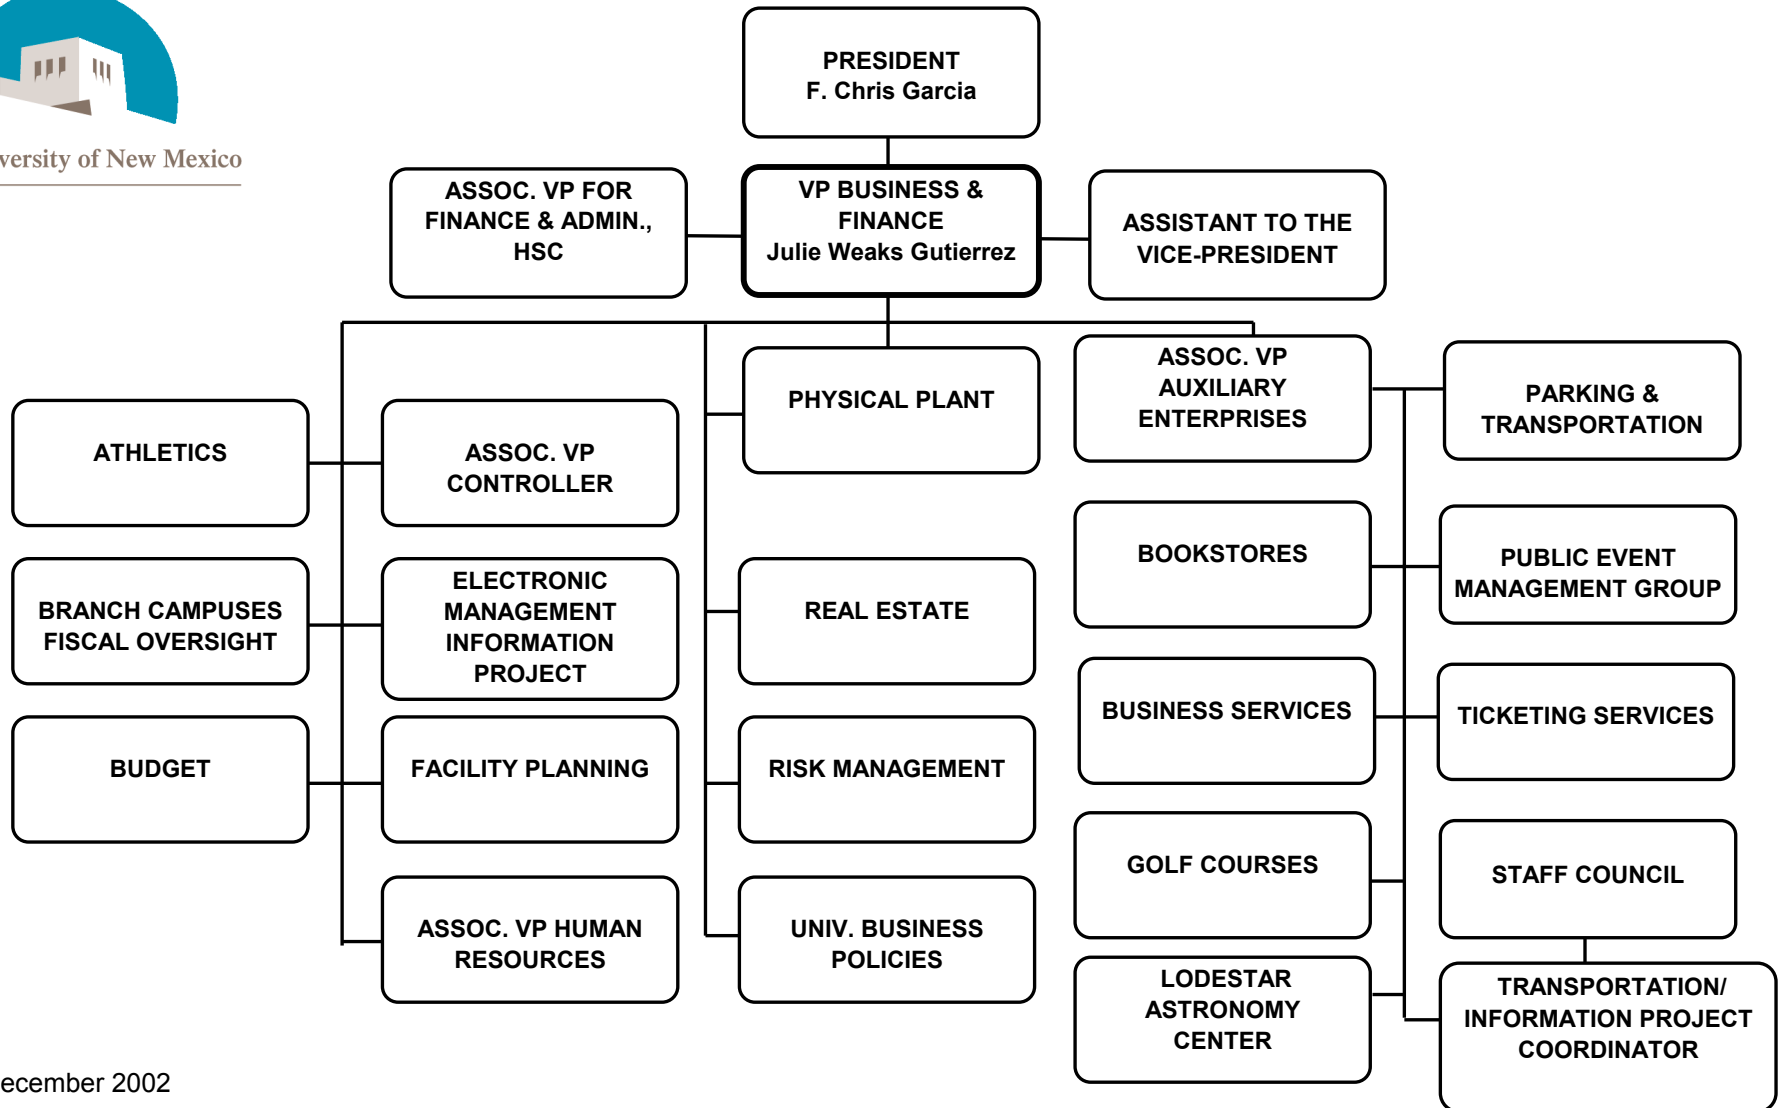 PRESIDENT
F. Chris Garcia
versity of New Mexico
ASSOC. VP FOR
FINANCE & ADMIN.,
HSC
VP BUSINESS &
FINANCE
Julie Weaks Gutierrez
ASSISTANT TO THE
VICE-PRESIDENT
PHYSICAL PLANT
ASSOC. VP
AUXILIARY
ENTERPRISES
PARKING &
TRANSPORTATION
ATHLETICS
ASSOC. VP
CONTROLLER
BOOKSTORES
PUBLIC EVENT
MANAGEMENT GROUP
BRANCH CAMPUSES
FISCAL OVERSIGHT
ELECTRONIC
MANAGEMENT
INFORMATION
PROJECT
REAL ESTATE
BUSINESS SERVICES
TICKETING SERVICES
BUDGET
FACILITY PLANNING
RISK MANAGEMENT
GOLF COURSES
STAFF COUNCIL
ASSOC. VP HUMAN
RESOURCES
UNIV. BUSINESS
POLICIES
LODESTAR
ASTRONOMY
CENTER
TRANSPORTATION/
INFORMATION PROJECT
COORDINATOR
ecember 2002